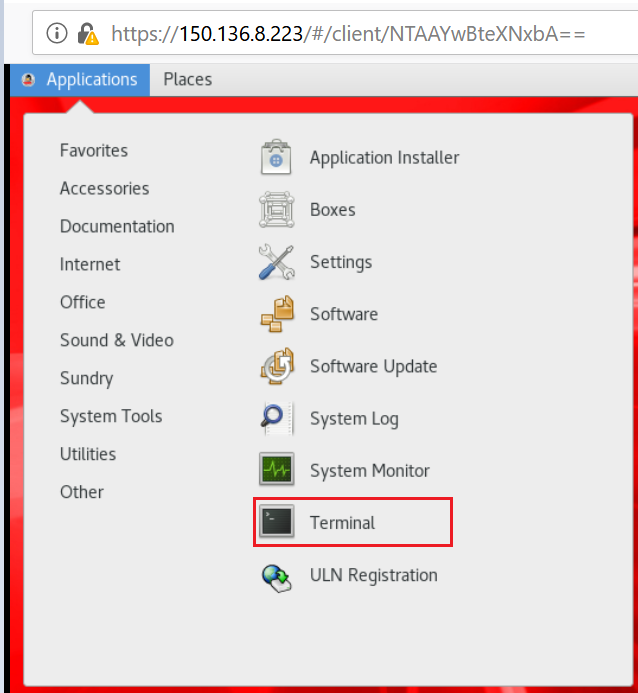 https://150.136.8.223/#/client/NTAAYwBteXNxbA==
Applications Places
Favorites
Accessories
Documentation
Internet
Office
Sound & Video
Sundry
System Tools
Utilities
Other
Application Installer
Boxes
Settings
Software
Software Update
System Log
System Monitor
Terminal
ULN Registration